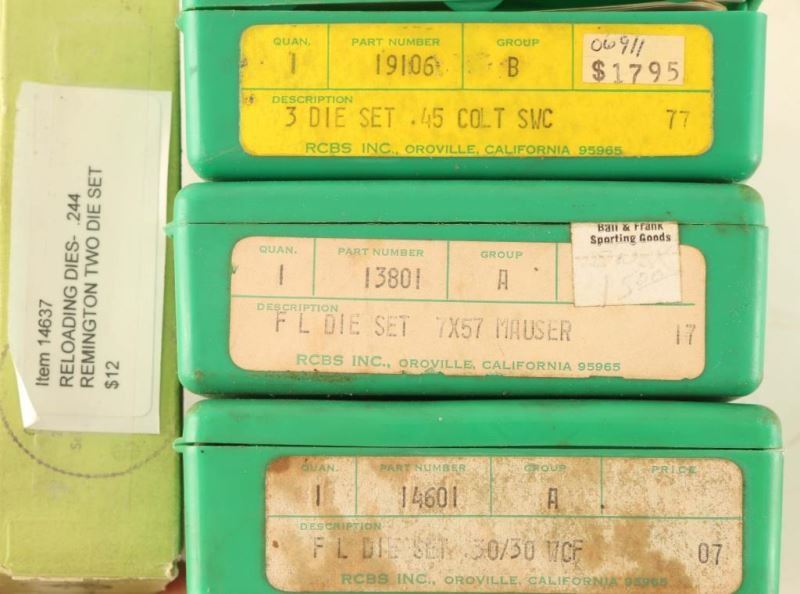 Item 14637
RELOADING DIES- .244
REMINGTON TWO DIE SET
$12
QUAN. PART NUMBER GROUP 06911
1 19106 B $1795
DESCRIPTION
3 DIE SET .45 COLT SWC 77
RCBS INC., OROVILLE, CALIFORNIA 95965
Ball & Frank
Sporting Goods
QUAN. PART NUMBER GROUP
1 13801 A
DESCRIPTION
F L DIE SET 7X57 MAUSER 17
RCBS INC., OROVILLE, CALIFORNIA 95965
QUAN. PART NUMBER GROUP PRICE
1 14601 A
DESCRIPTION
F L DIE SET .30/30 WCF 07
RCBS INC., OROVILLE, CALIFORNIA 95965